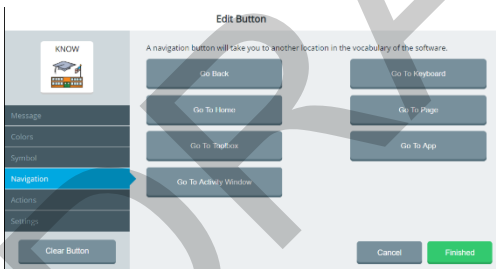 Edit Button
KNOW
A navigation button will take you to another location in the vocabulary of the software.
Go Back
Go To Keyboard
Go To Home
Go To Page
Go To Toolbox
Go To App
Go To Activity Window
Message
Colors
Symbol
Navigation
Actions
Settings
Clear Button
Cancel
Finished